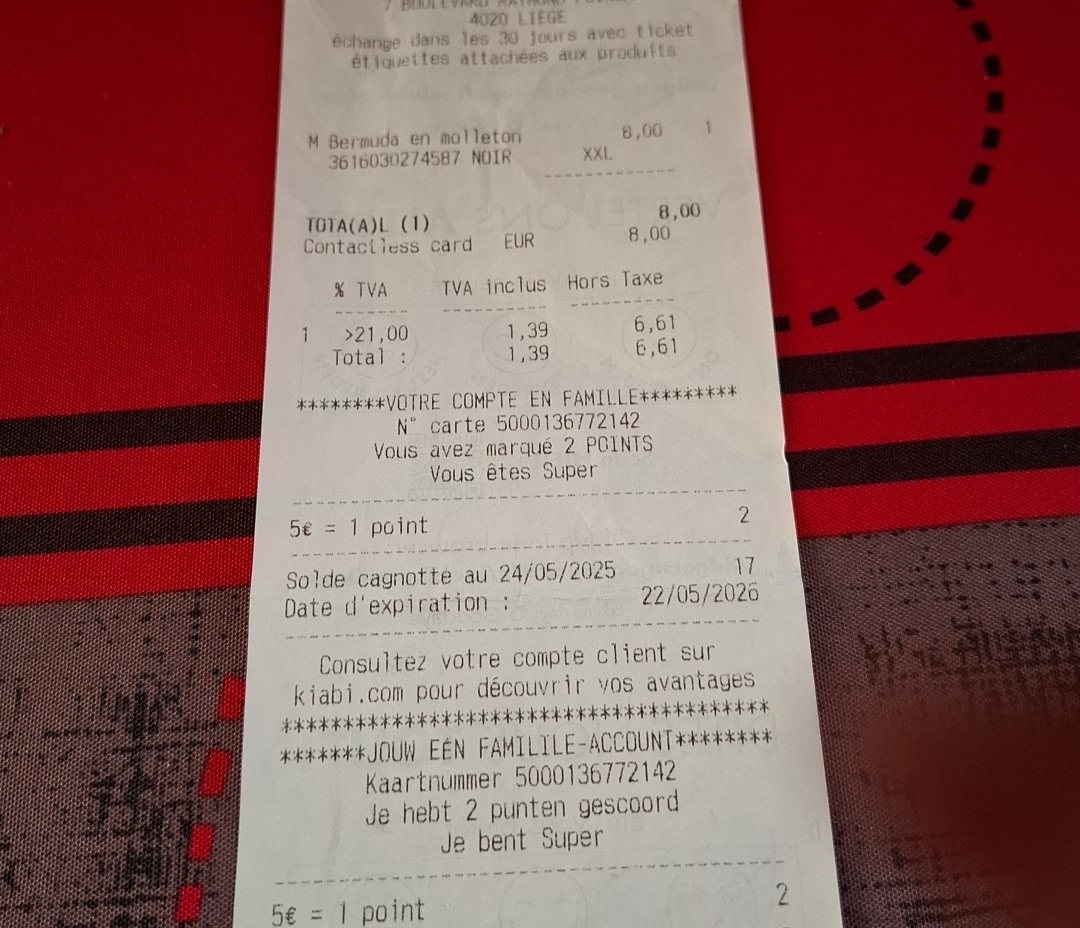 7 BOULEVARD
4020 LIEGE
échange dans les 30 jours avec ticket
étiquettes attachées aux produits
M Bermuda en molleton 8,00 1
3616030274587 NOIR XXL
TOTA(A)L (1) 8,00
Contactless card EUR 8,00
% TVA TVA inclus Hors Taxe
1 >21,00 1,39 6,61
Total : 1,39 6,61
********VOTRE COMPTE EN FAMILLE*********
N° carte 5000136772142
Vous avez marqué 2 POINTS
Vous êtes Super
5€ = 1 point 2
Solde cagnotte au 24/05/2025 17
Date d'expiration : 22/05/2026
Consultez votre compte client sur
kiabi.com pour découvrir vos avantages
****************************************
*******JOUW EÉN FAMILILE-ACCOUNT********
Kaartnummer 5000136772142
Je hebt 2 punten gescoord
Je bent Super
5€ = 1 point 2